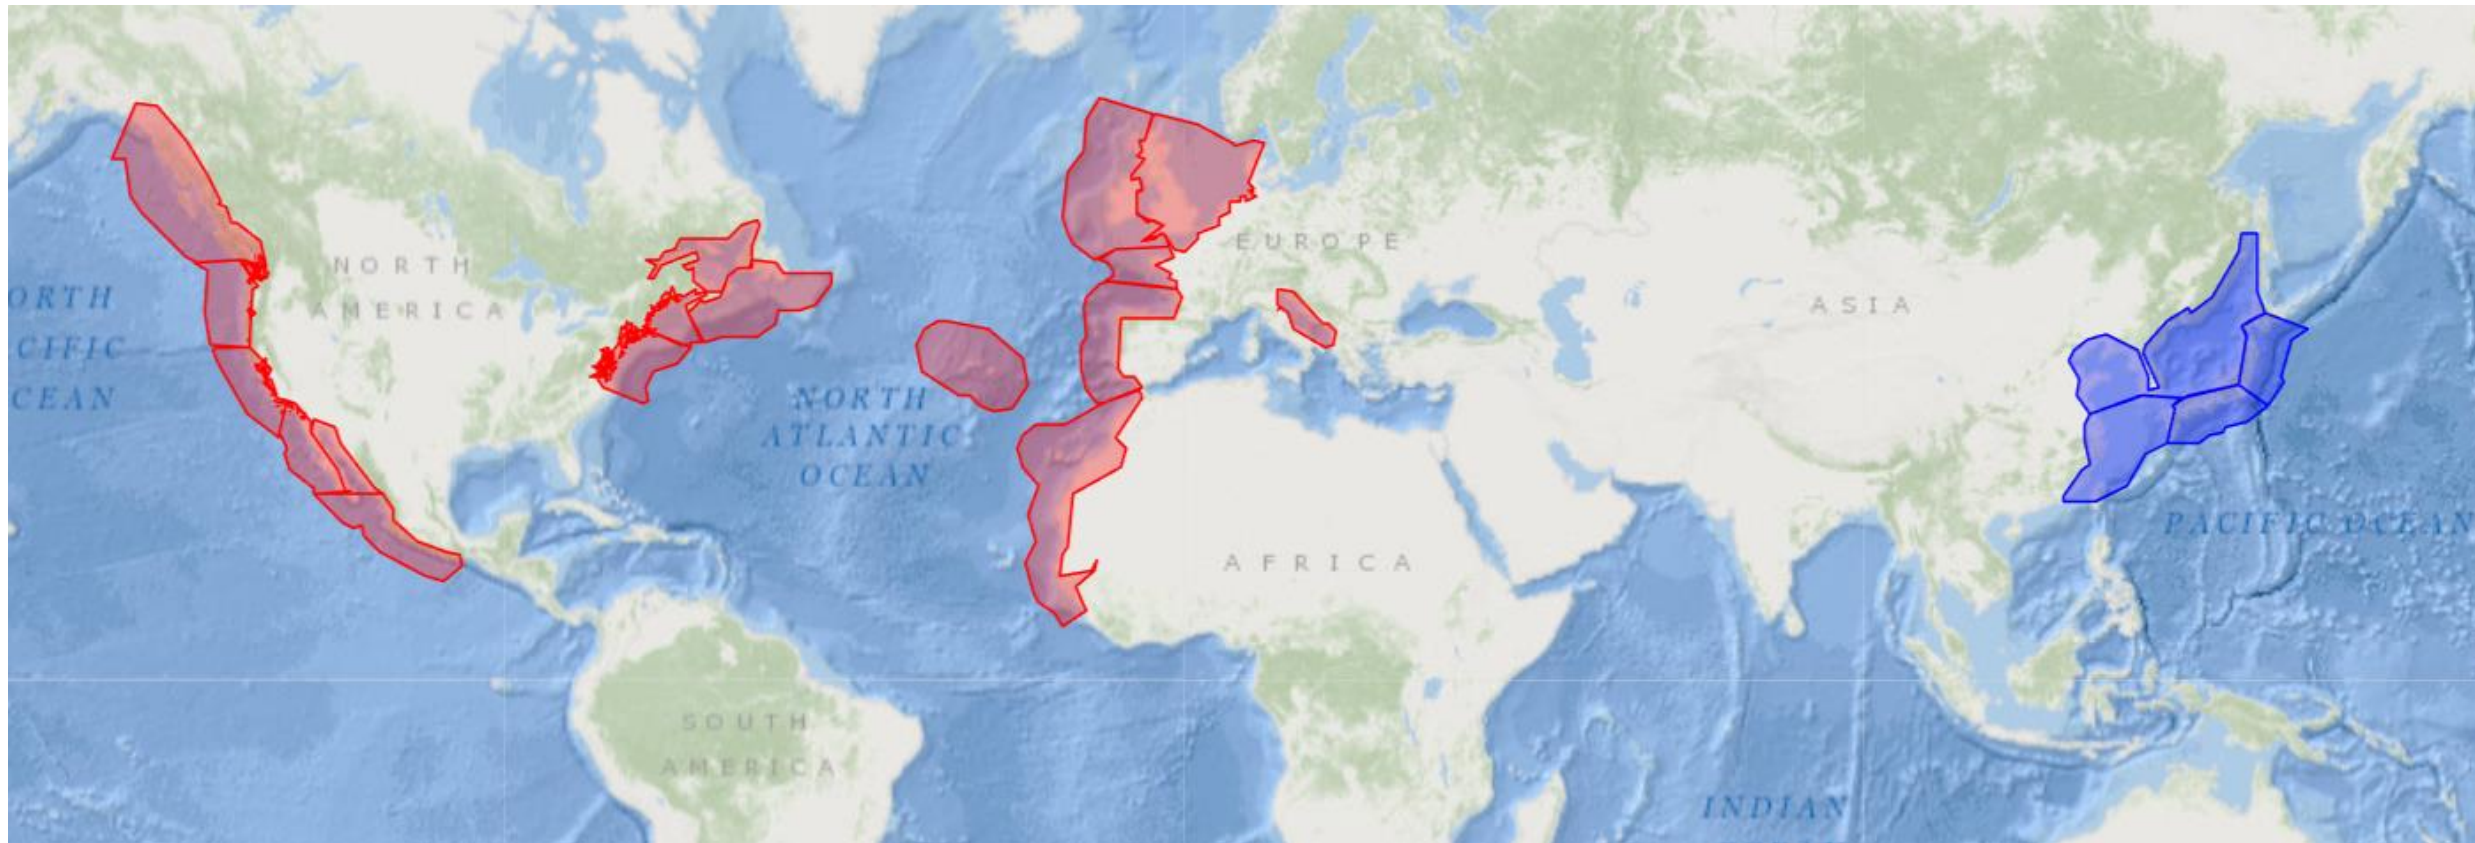 NORTH
AMERICA
ORTH
CIFIC
CEAN
NORTH
ATLANTIC
OCEAN
EUROPE
ASIA
AFRICA
PACIFIC OCEAN
SOUTH
AMERICA
INDIAN